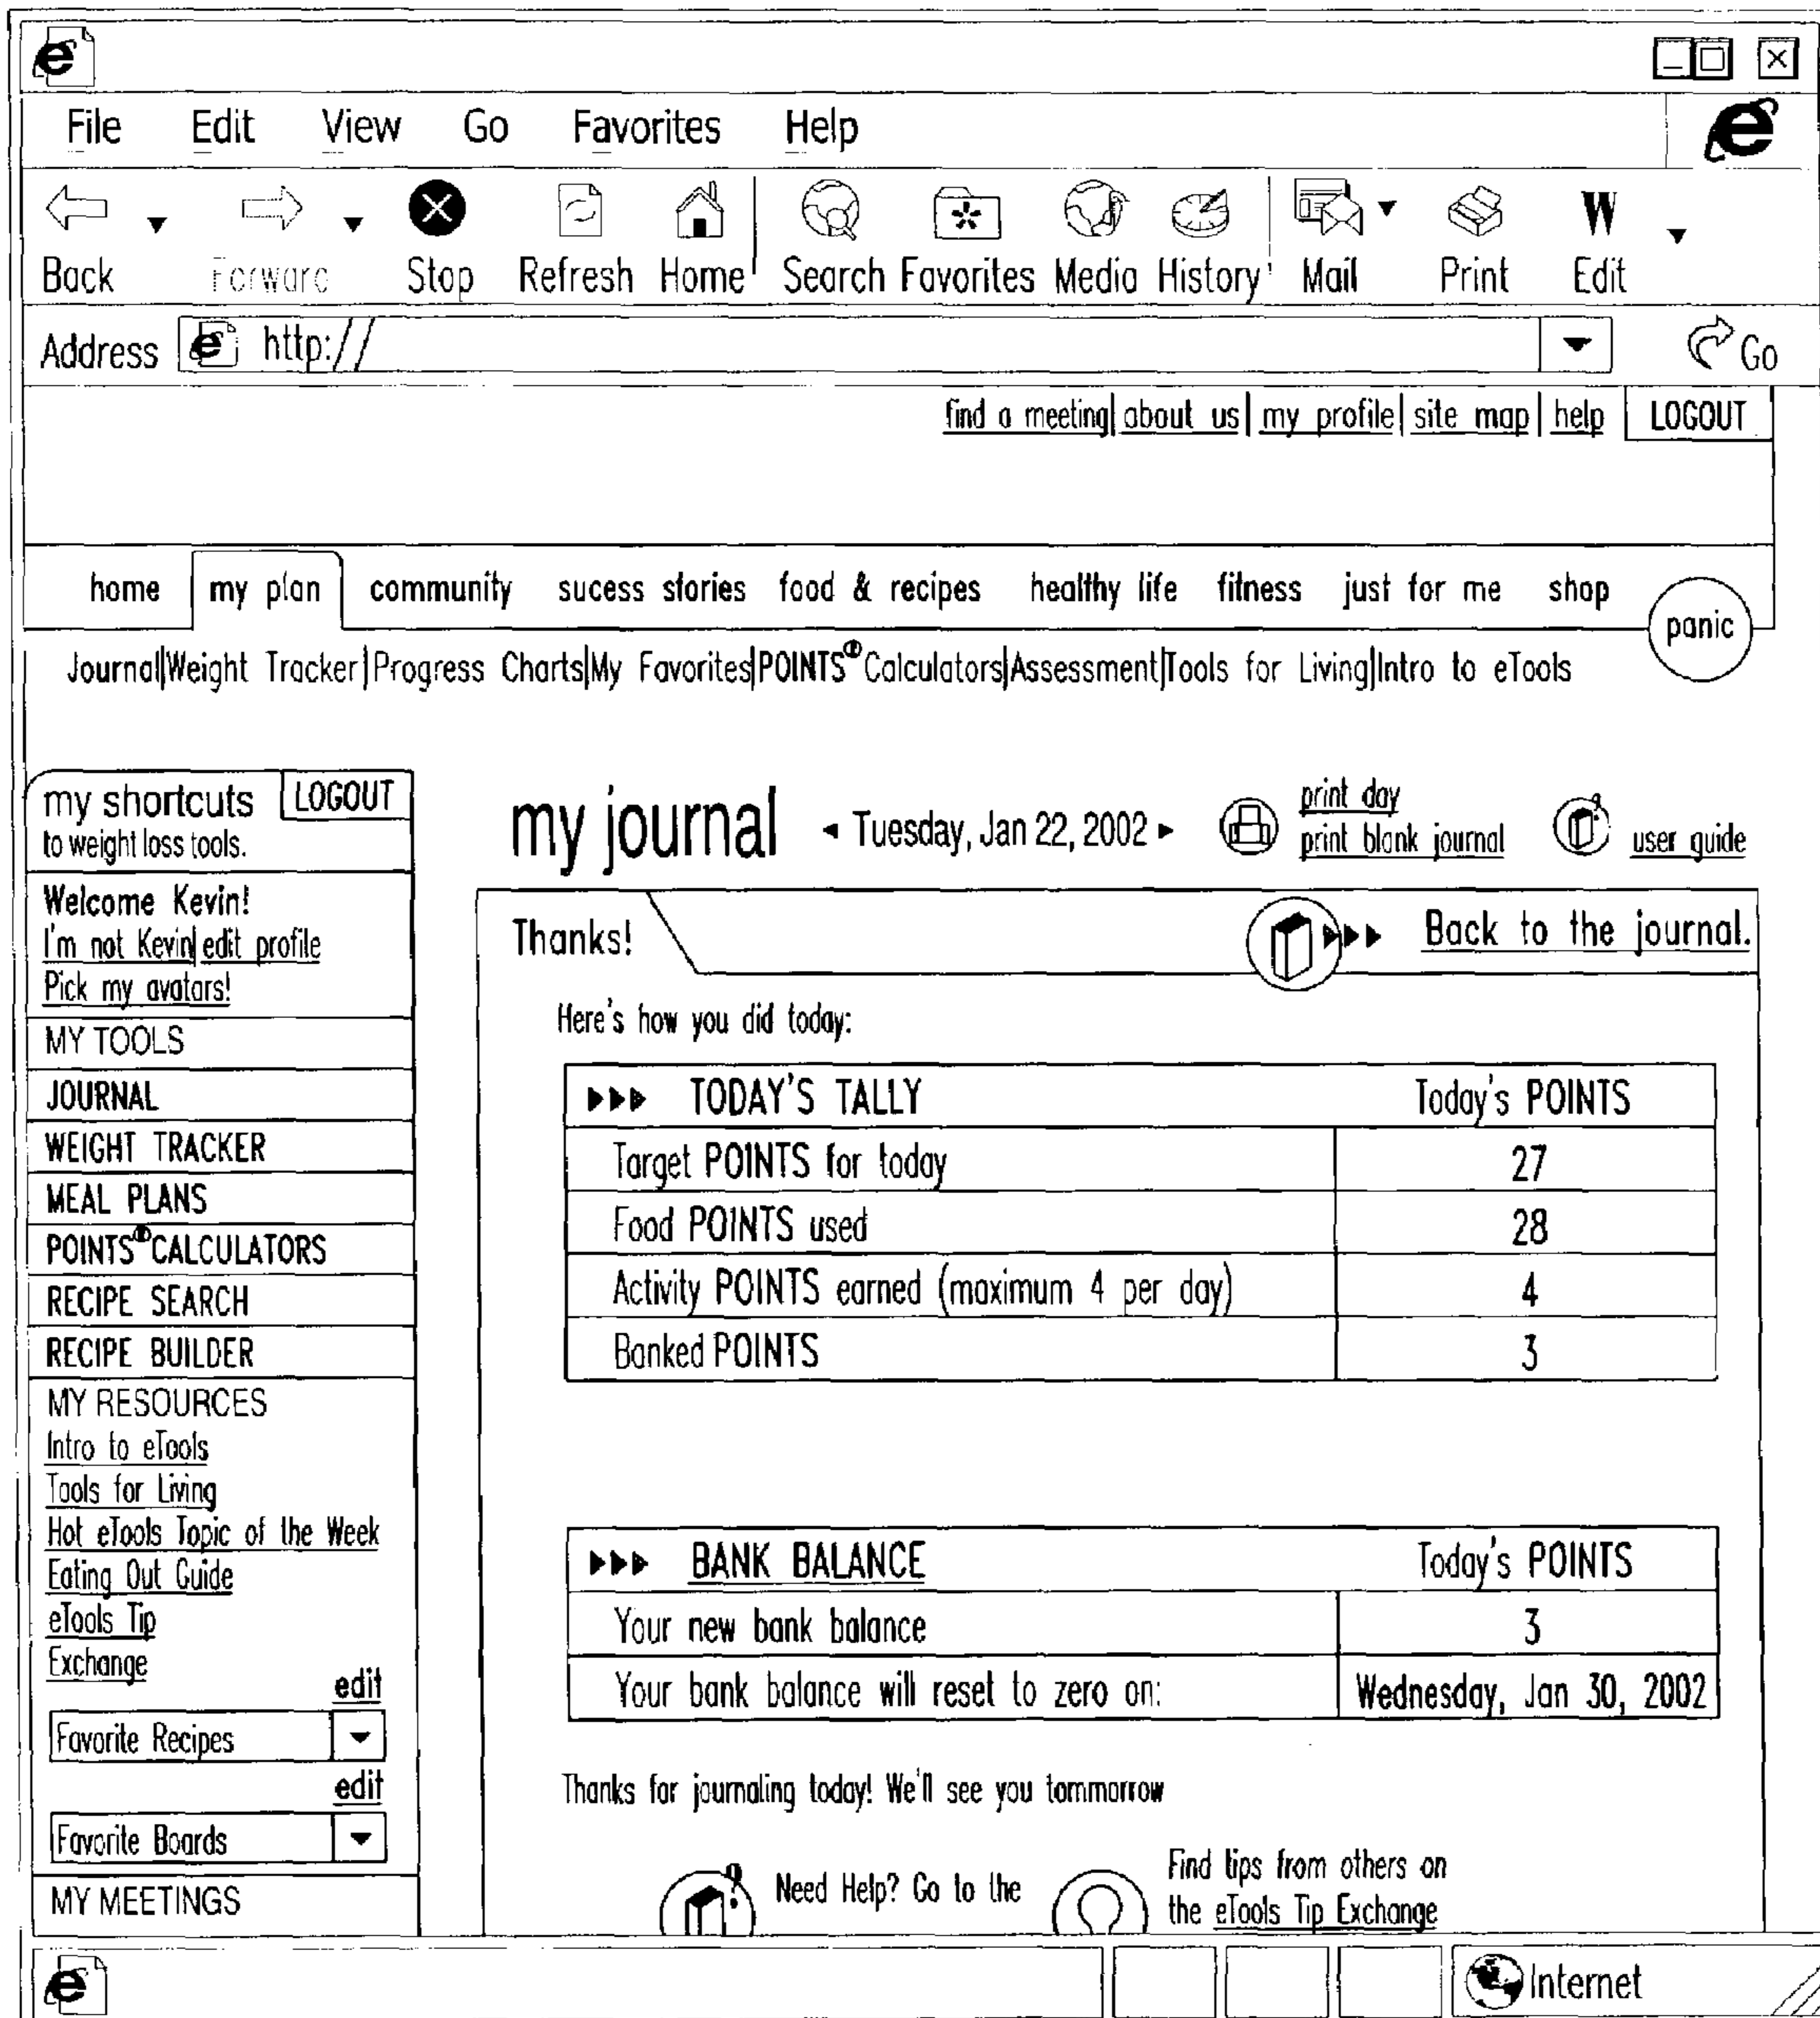 File Edit View Go Favorites Help
Back Forward Stop Refresh Home Search Favorites Media History Mail Print Edit
Address http:// Go
find a meeting| about us| my profile| site map| help LOGOUT
home my plan community sucess stories food & recipes healthy life fitness just for me shop panic
Journal|Weight Tracker|Progress Charts|My Favorites|POINTS® Calculators|Assessment|Tools for Living|Intro to eTools
my shortcuts LOGOUT
to weight loss tools.
Welcome Kevin!
I'm not Kevin| edit profile
Pick my avatars!
MY TOOLS
JOURNAL
WEIGHT TRACKER
MEAL PLANS
POINTS® CALCULATORS
RECIPE SEARCH
RECIPE BUILDER
MY RESOURCES
Intro to eTools
Tools for Living
Hot eTools Topic of the Week
Eating Out Guide
eTools Tip
Exchange
edit
Favorite Recipes
edit
Favorite Boards
MY MEETINGS
my journal Tuesday, Jan 22, 2002
print day
print blank journal
user guide
Thanks! Back to the journal.
Here's how you did today:
TODAY'S TALLY Today's POINTS
Target POINTS for today 27
Food POINTS used 28
Activity POINTS earned (maximum 4 per day) 4
Banked POINTS 3
BANK BALANCE Today's POINTS
Your new bank balance 3
Your bank balance will reset to zero on: Wednesday, Jan 30, 2002
Thanks for journaling today! We'll see you tommorrow
Need Help? Go to the
Find tips from others on
the eTools Tip Exchange
Internet